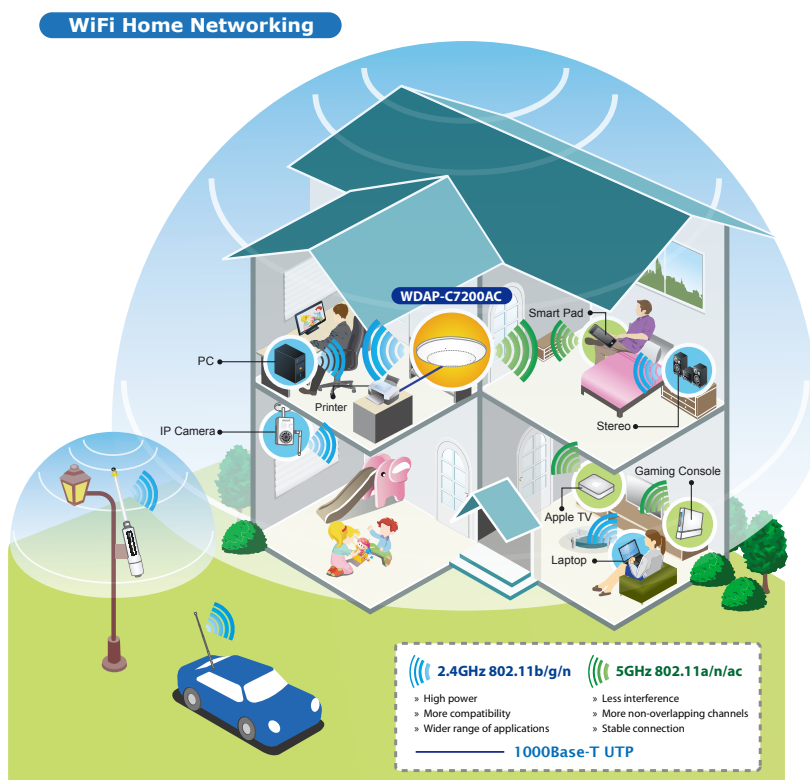 WiFi Home Networking
WDAP-C7200AC
Smart Pad
PC
Printer
IP Camera
Stereo
Gaming Console
Apple TV
Laptop
2.4GHz 802.11b/g/n
» High power
» More compatibility
» Wider range of applications
5GHz 802.11a/n/ac
» Less interference
» More non-overlapping channels
» Stable connection
1000Base-T UTP